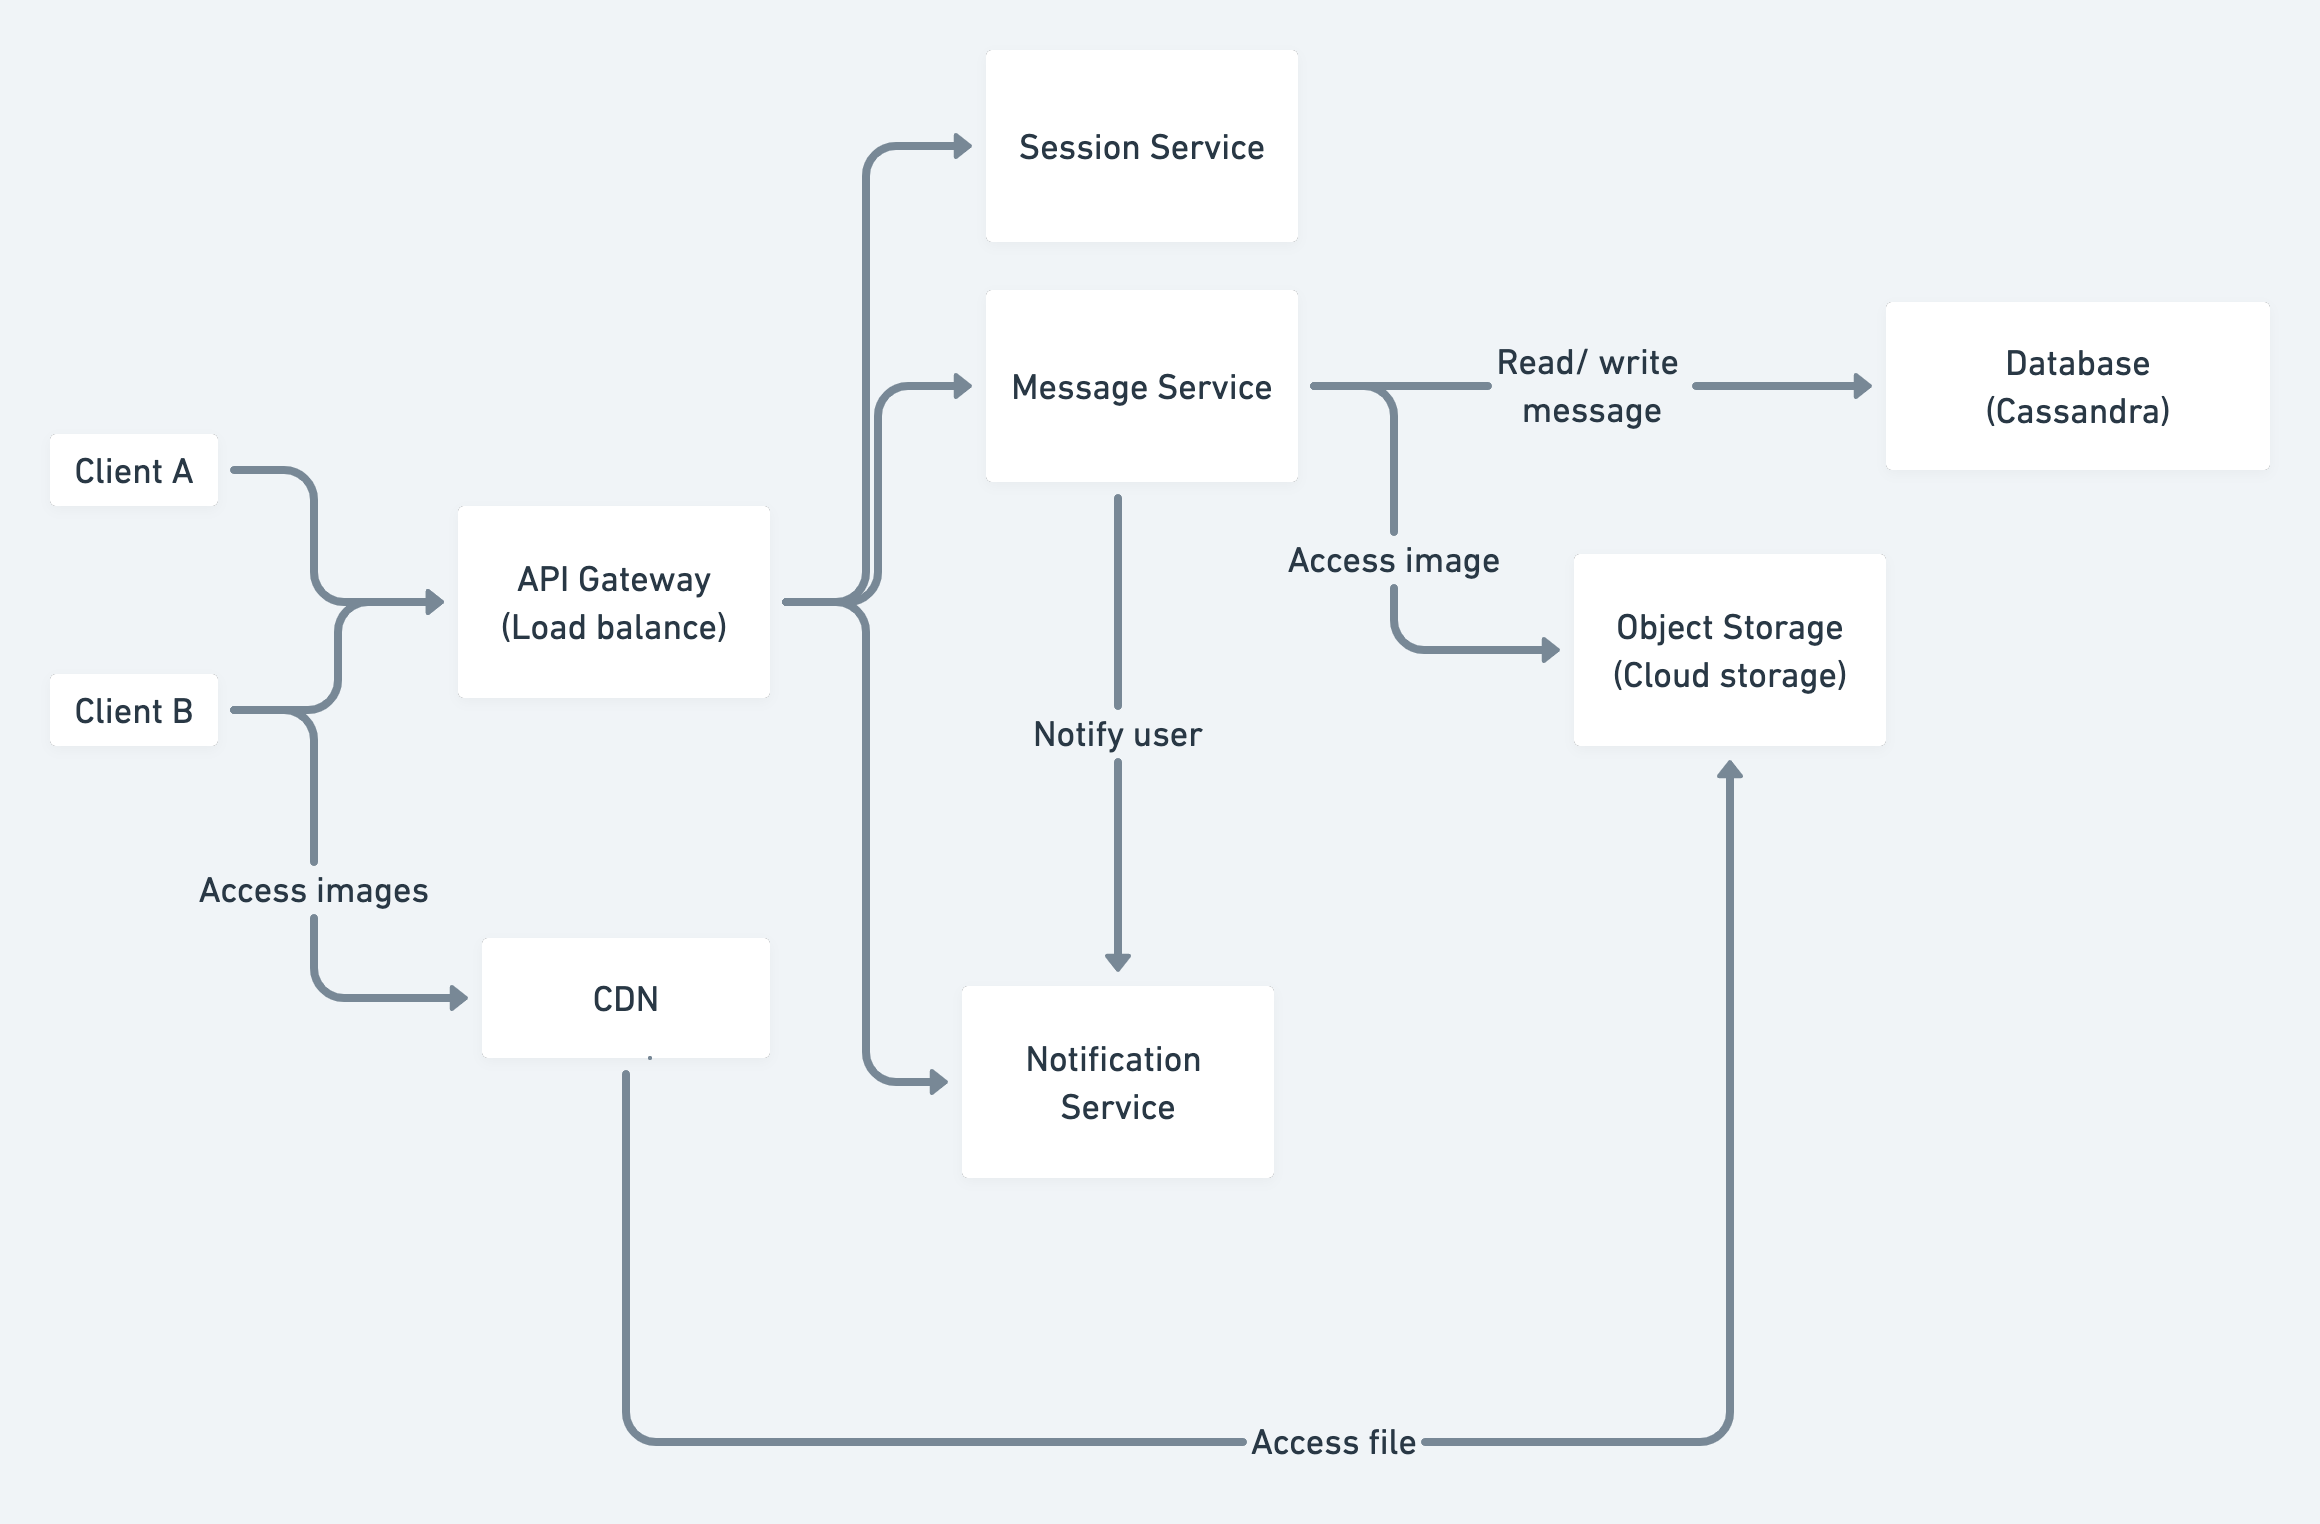 Session Service
Message Service
Read/ write
message
Database
(Cassandra)
Client A
API Gateway
(Load balance)
Access image
Object Storage
(Cloud storage)
Client B
Notify user
Access images
CDN
Notification
Service
Access file